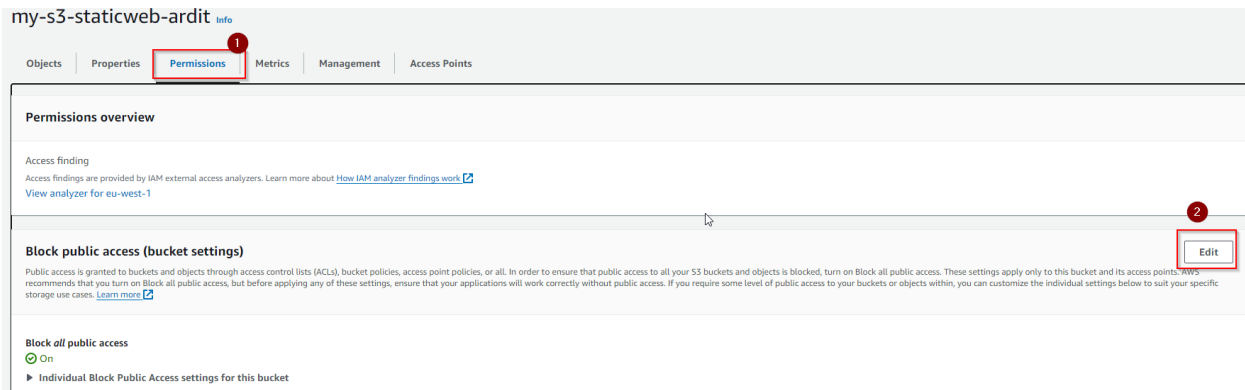 my-s3-staticweb-ardit Info
1
Objects Properties Permissions Metrics Management Access Points
Permissions overview
Access finding
Access findings are provided by IAM external access analyzers. Learn more about How IAM analyzer findings work
View analyzer for eu-west-1
2
Block public access (bucket settings)
Edit
Public access is granted to buckets and objects through access control lists (ACLs), bucket policies, access point policies, or all. In order to ensure that public access to all your S3 buckets and objects is blocked, turn on Block all public access. These settings apply only to this bucket and its access points. AWS
recommends that you turn on Block all public access, but before applying any of these settings, ensure that your applications will work correctly without public access. If you require some level of public access to your buckets or objects within, you can customize the individual settings below to suit your specific
storage use cases. Learn more
Block all public access
On
Individual Block Public Access settings for this bucket